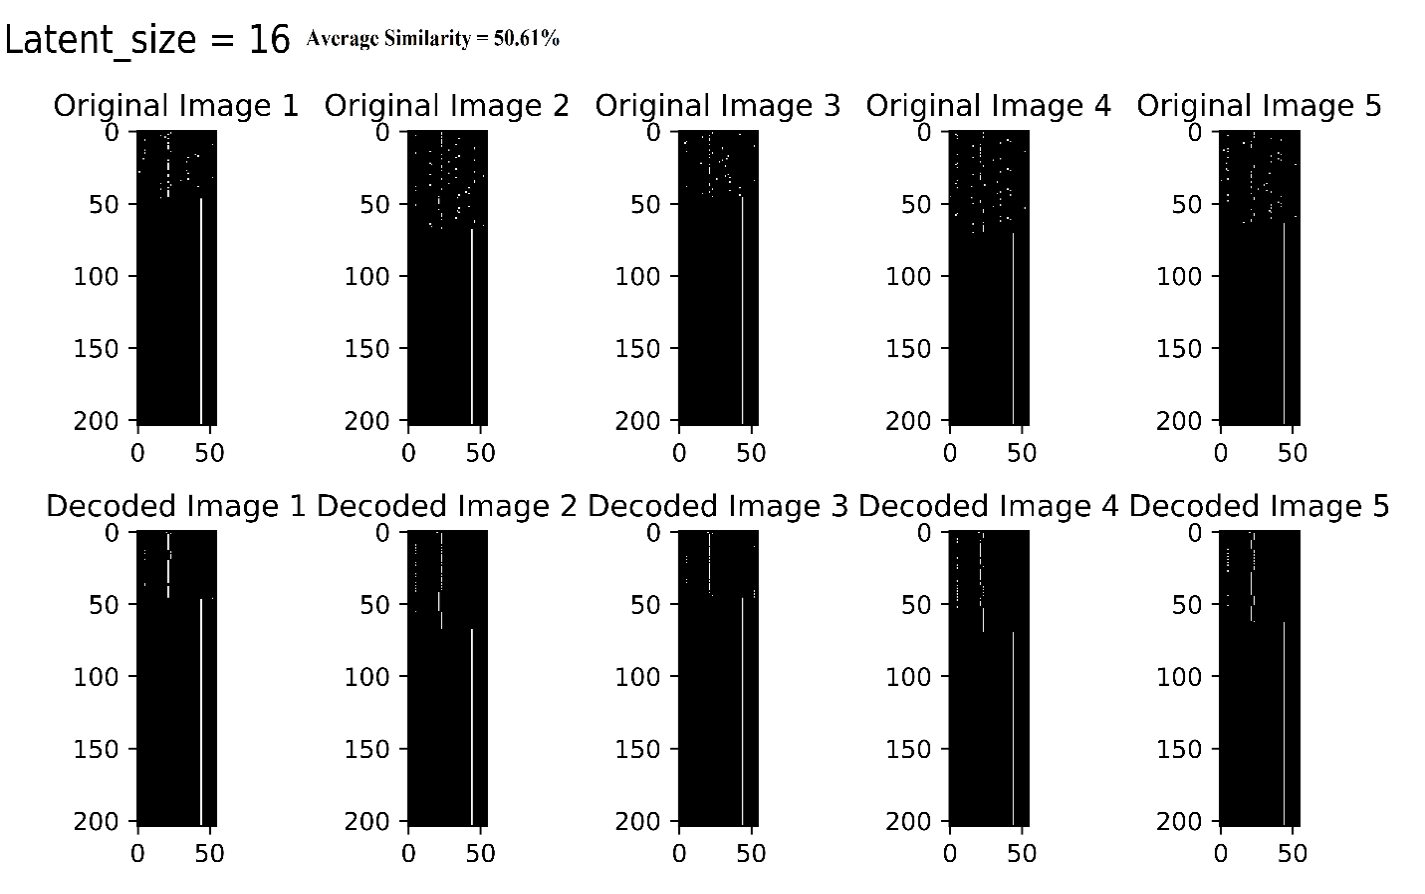 Latent_size = 16 Average Similarity = 50.61%
Original Image 1 Original Image 2 Original Image 3 Original Image 4 Original Image 5
0 0 0 0 0
50 50 50 50 50
100 100 100 100 100
150 150 150 150 150
200 200 200 200 200
0 50 0 50 0 50 0 50 0 50
Decoded Image 1 Decoded Image 2 Decoded Image 3 Decoded Image 4 Decoded Image 5
0 0 0 0 0
50 50 50 50 50
100 100 100 100 100
150 150 150 150 150
200 200 200 200 200
0 50 0 50 0 50 0 50 0 50